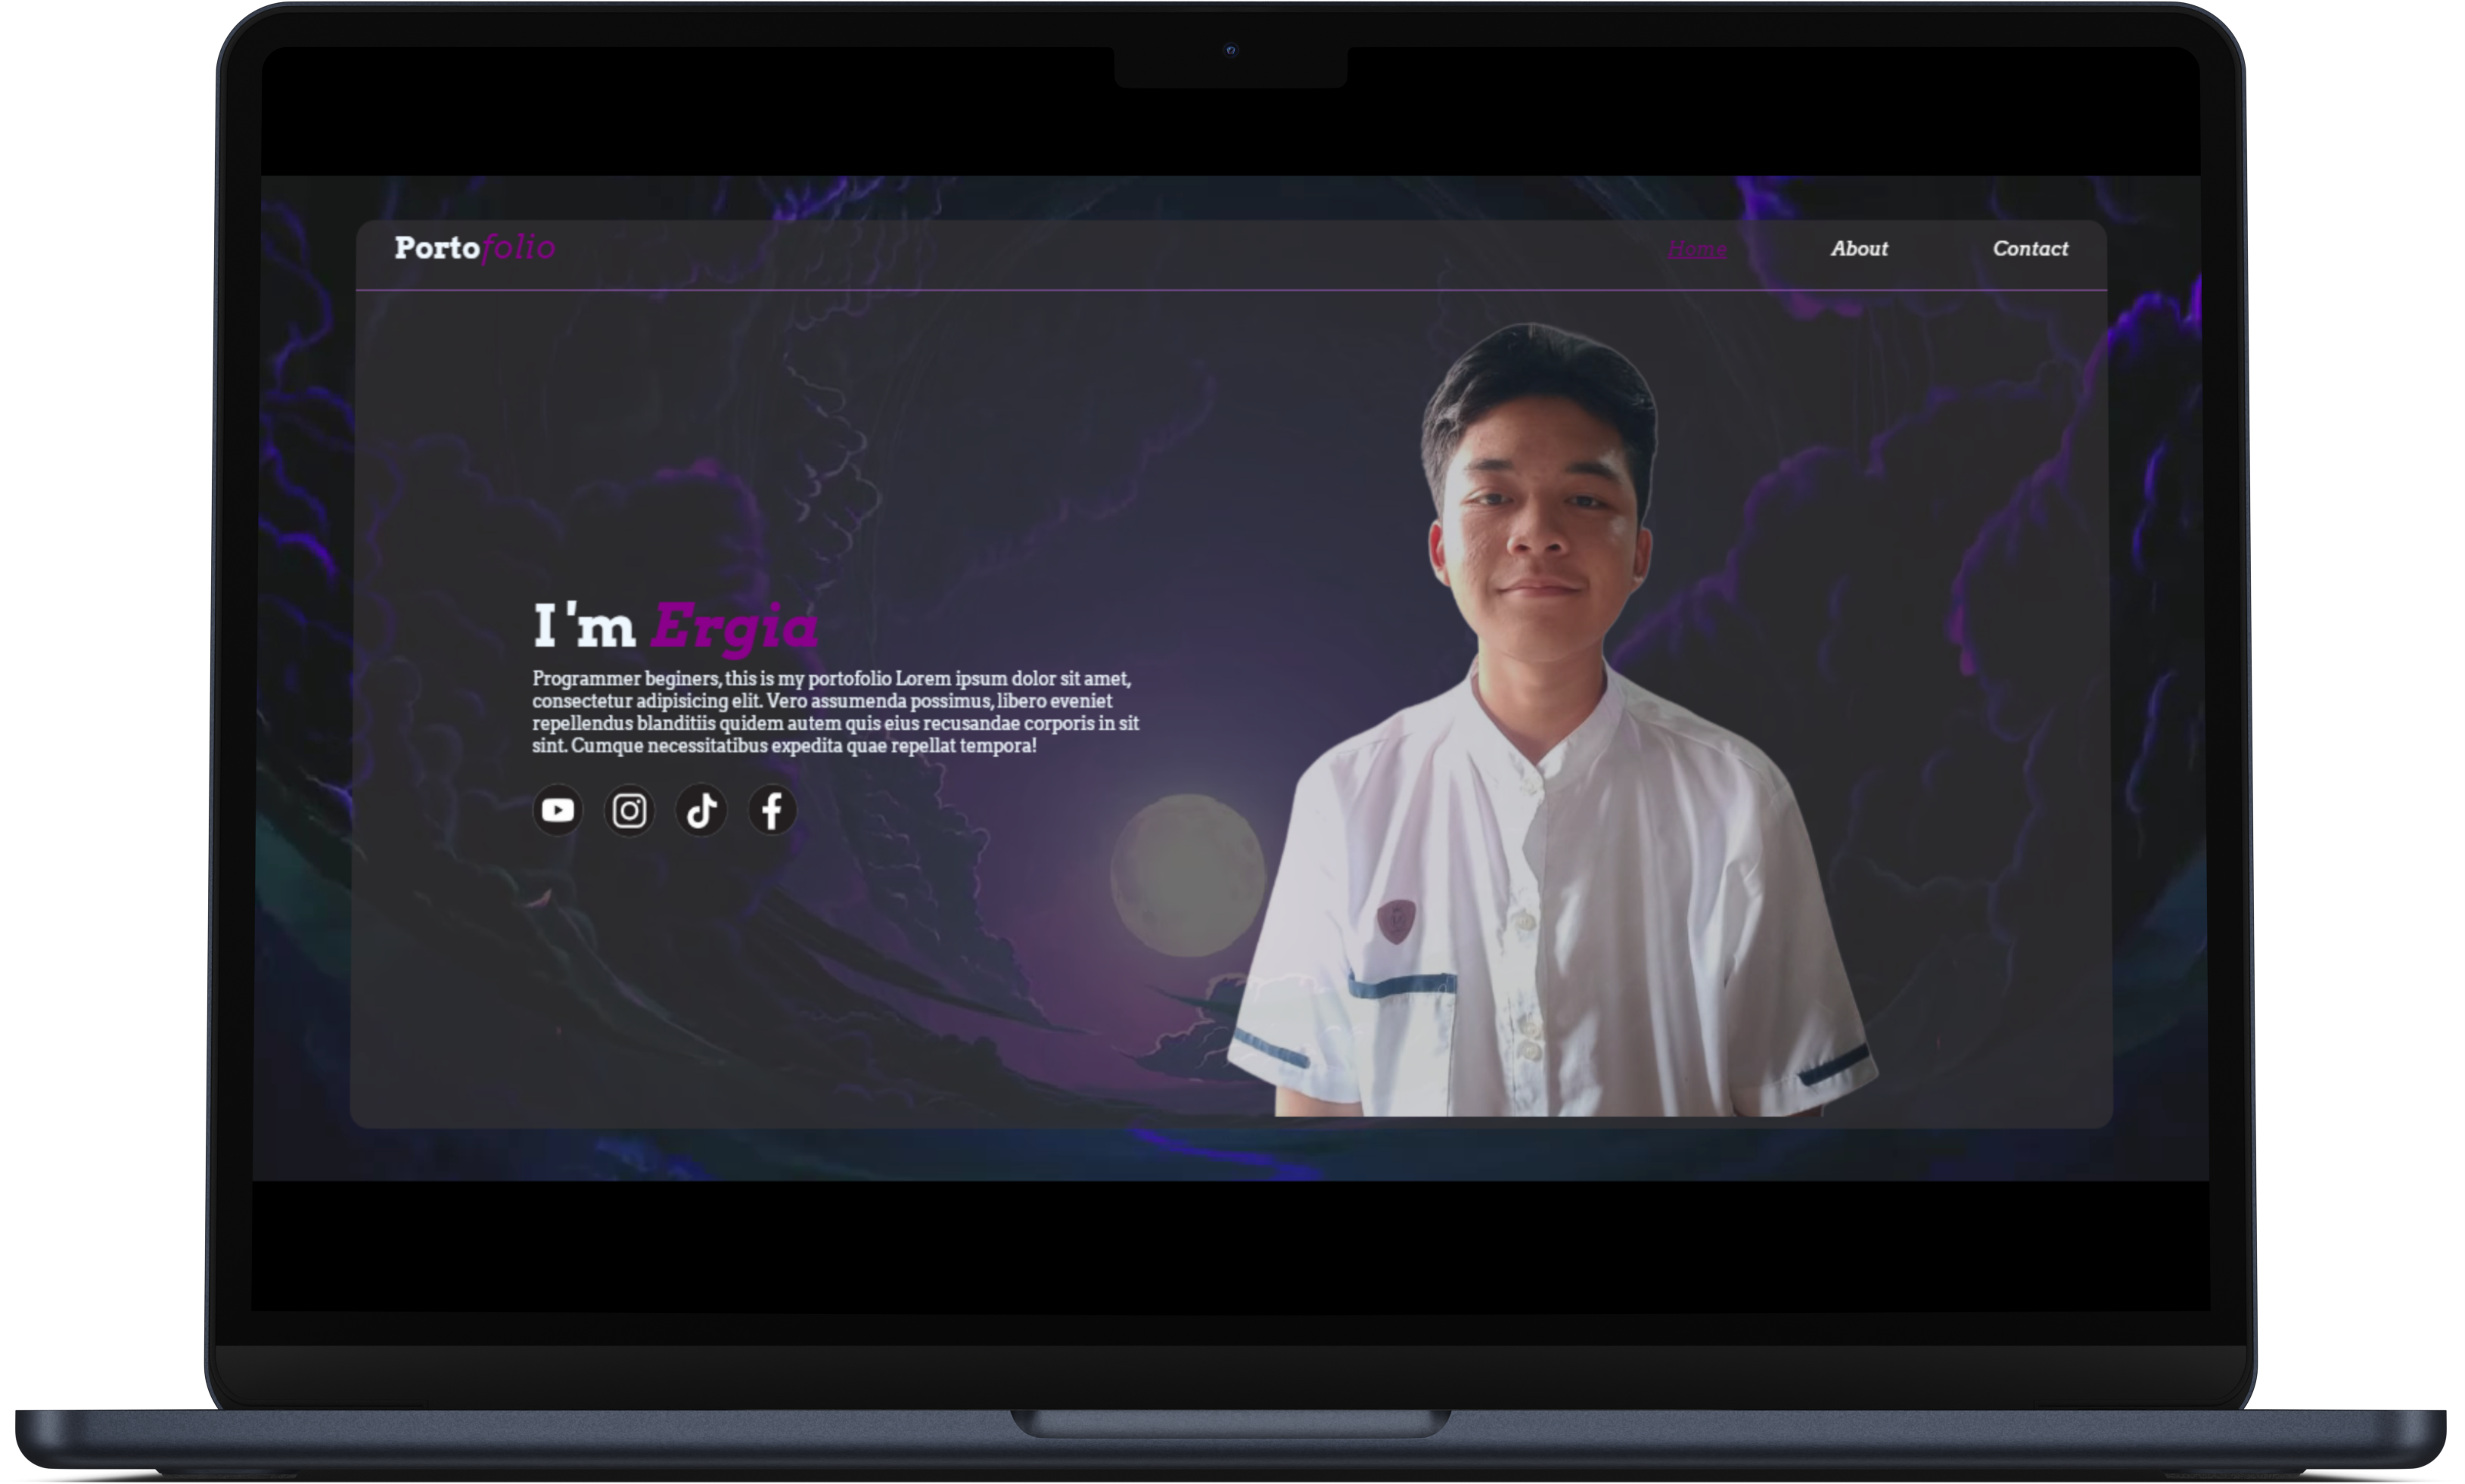 Portofolio
Home About Contact
I'm Ergia
Programmer beginers, this is my portofolio Lorem ipsum dolor sit amet,
consectetur adipisicing elit. Vero assumenda possimus, libero eveniet
repellendus blanditiis quidem autem quis eius recusandae corporis in sit
sint. Cumque necessitatibus expedita quae repellat tempora!